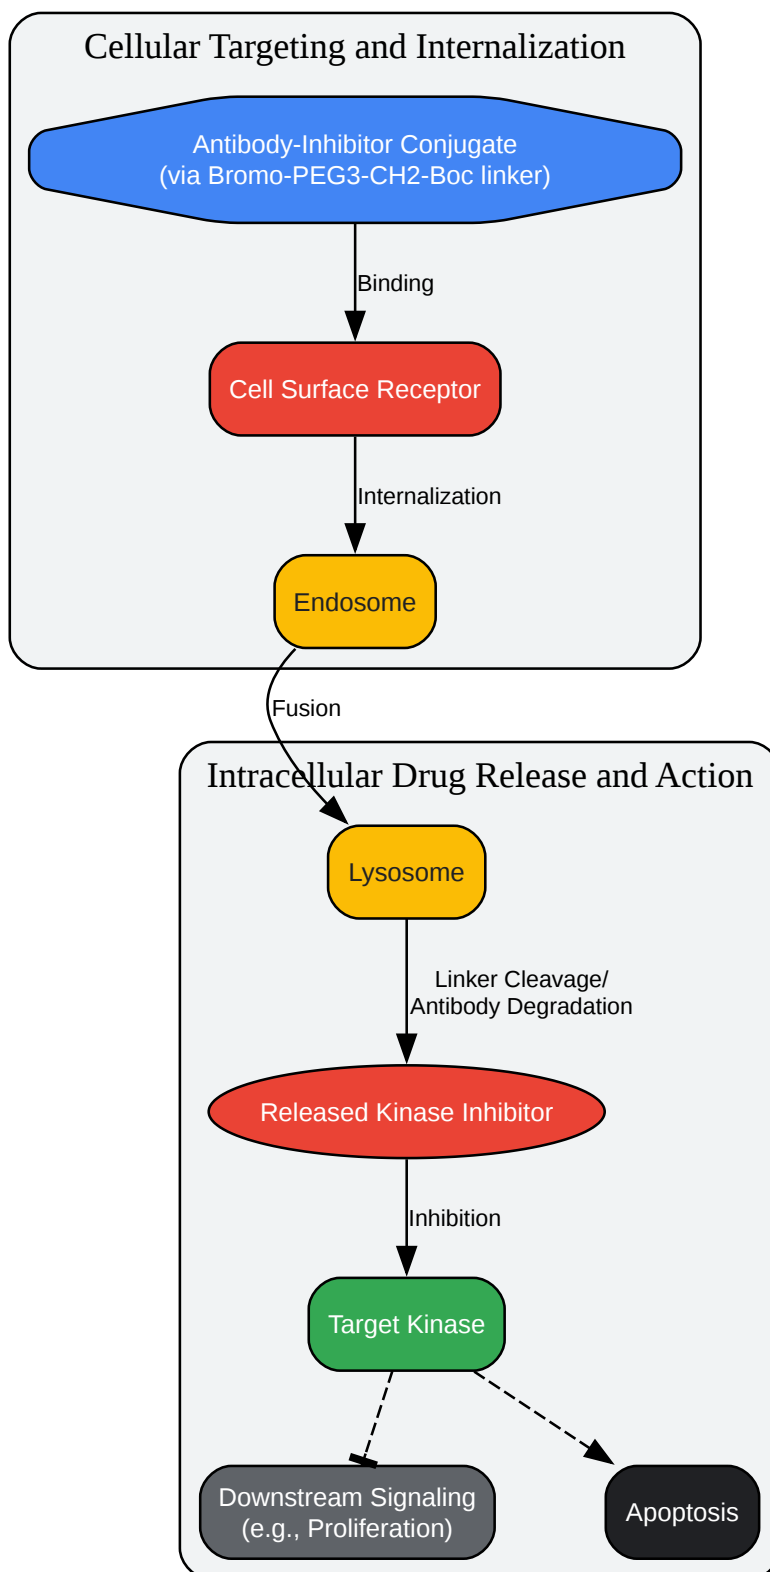 Cellular Targeting and Internalization
Antibody-Inhibitor Conjugate
(via Bromo-PEG3-CH2-Boc linker)
Binding
Cell Surface Receptor
Internalization
Endosome
Fusion
Intracellular Drug Release and Action
Lysosome
Linker Cleavage/
Antibody Degradation
Released Kinase Inhibitor
Inhibition
Target Kinase
Downstream Signaling
(e.g., Proliferation)
Apoptosis